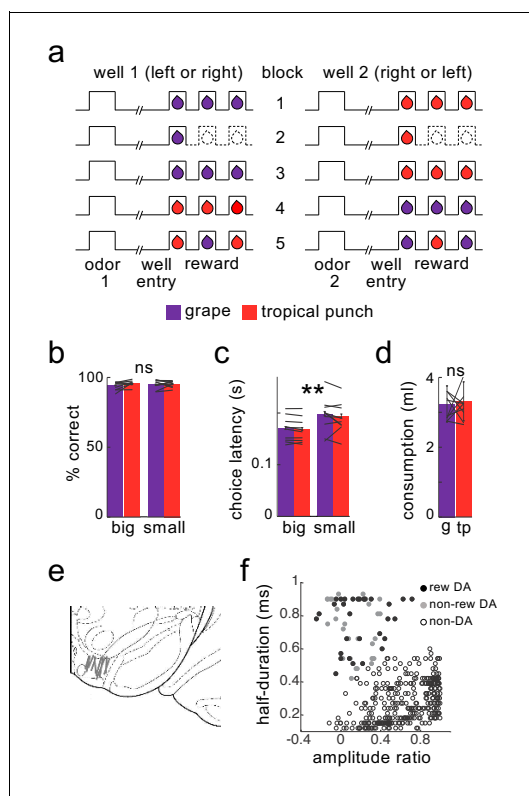 a
well 1 (left or right) block well 2 (right or left)
1
2
3
4
5
odor 1 well entry reward odor 2 well entry reward
grape tropical punch
b
ns
% correct
100
50
0
big small
c
**
choice latency (s)
0.1
0
big small
d
ns
consumption (ml)
4
2
0
g tp
e
f
rew DA
non-rew DA
non-DA
half-duration (ms)
1
0.8
0.6
0.4
0.2
-0.4 0 0.4 0.8
amplitude ratio